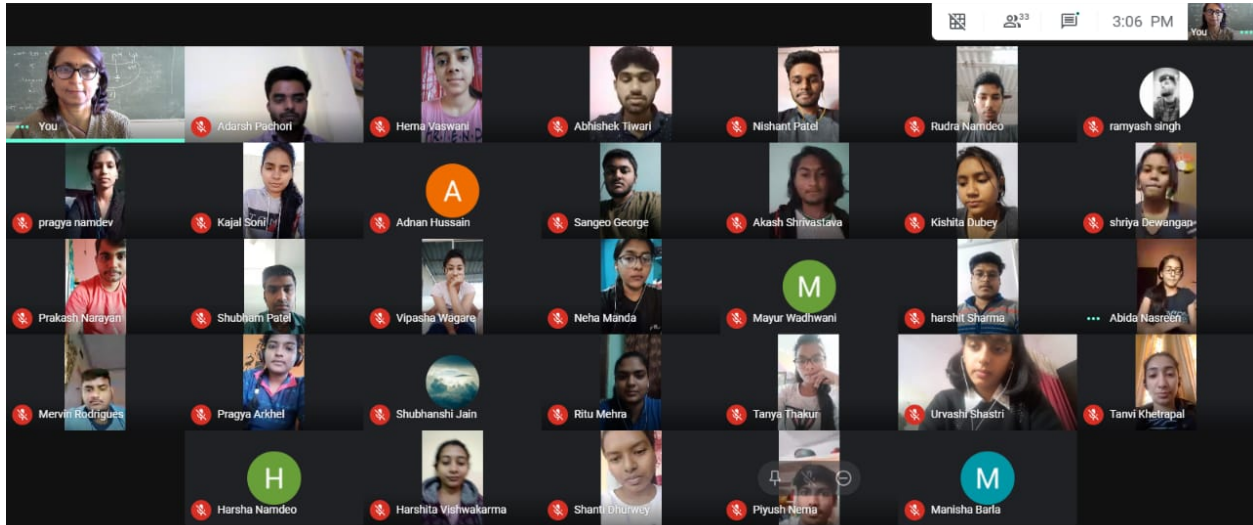 33
3:06 PM
You
You
Adarsh Pachori
Hema Vaswani
Abhishek Tiwari
Nishant Patel
Rudra Namdeo
ramyash singh
pragya namdev
Kajal Soni
A
Adnan Hussain
Sangeo George
Akash Shrivastava
Kishita Dubey
shriya Dewangan
Prakash Narayan
Shubham Patel
Vipasha Wagare
Neha Manda
M
Mayur Wadhwani
harshit Sharma
Abida Nasreen
Mervin Rodrigues
Pragya Arkhel
Shubhanshi Jain
Ritu Mehra
Tanya Thakur
Urvashi Shastri
Tanvi Khetrapal
H
Harsha Namdeo
Harshita Vishwakarma
Shanti Dhurwey
Piyush Nema
M
Manisha Barla